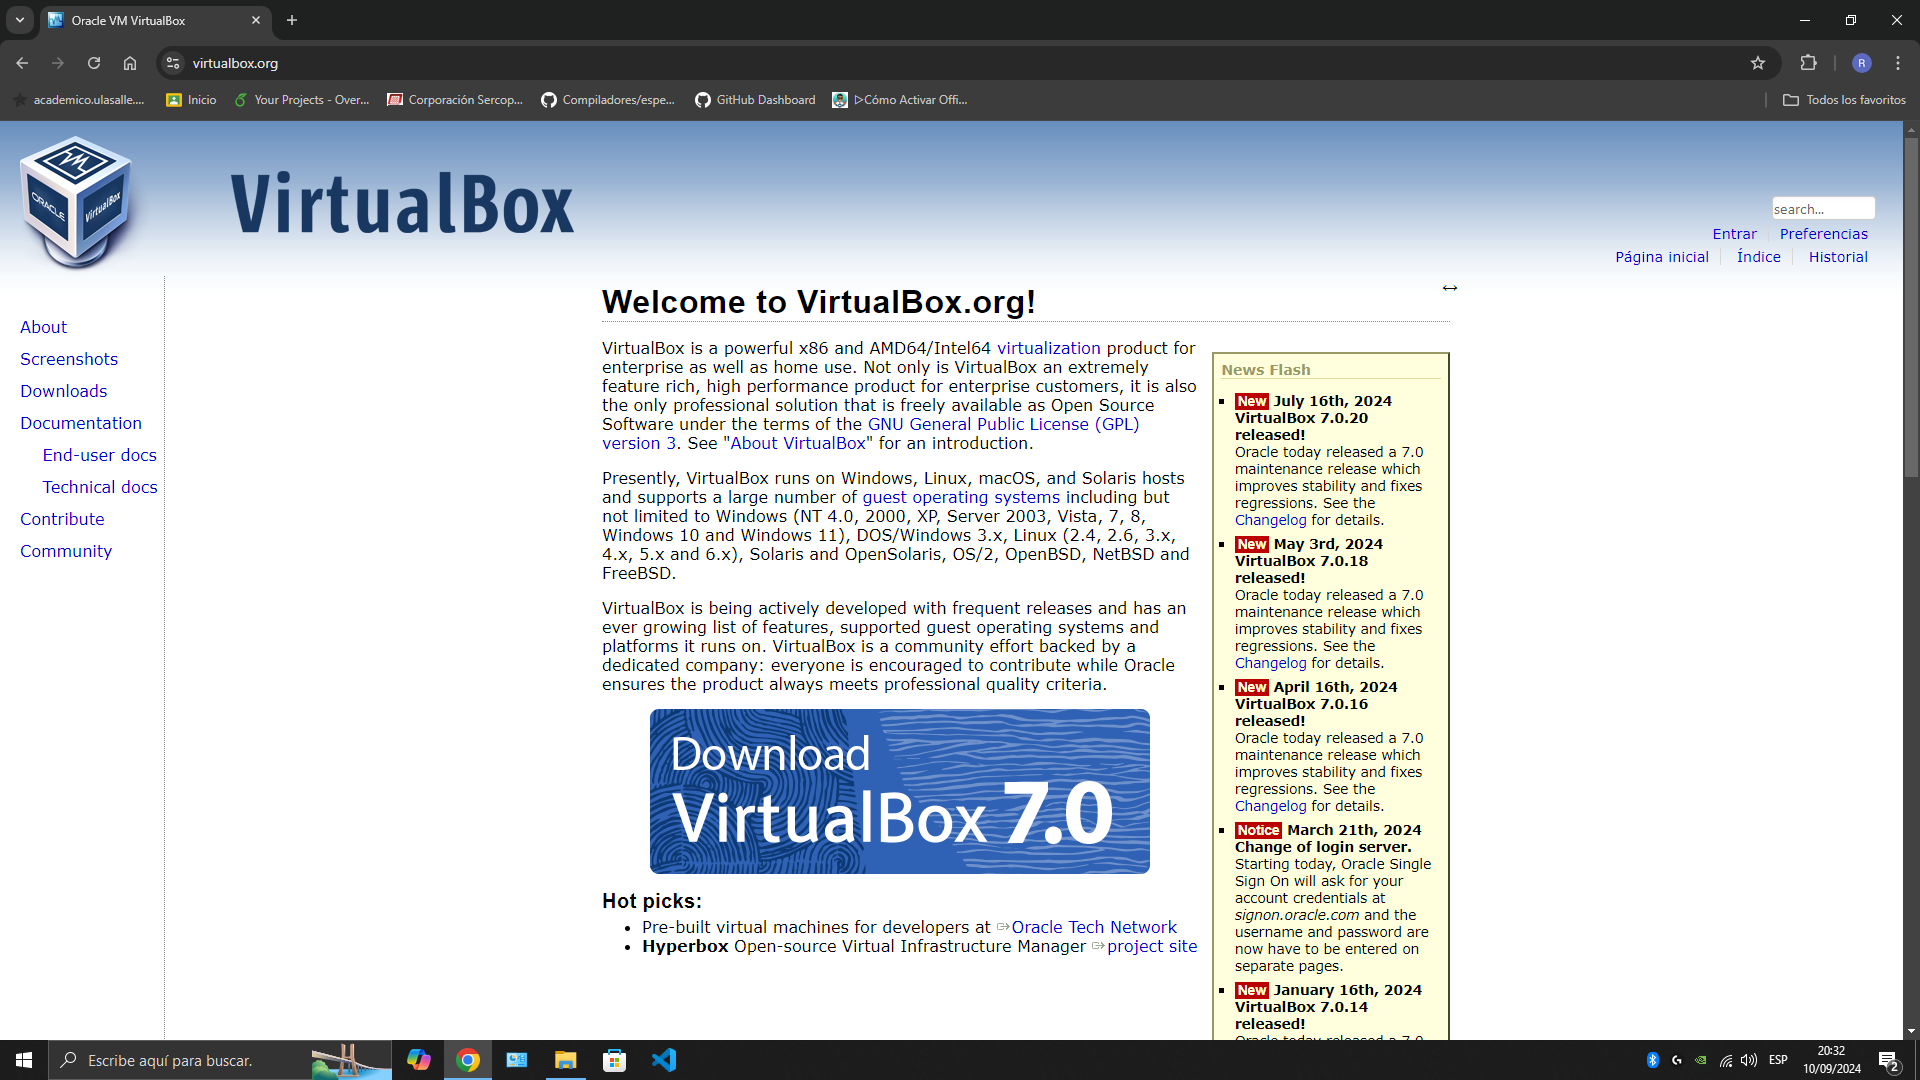 Oracle VM VirtualBox
virtualbox.org
R
academico.ulasalle....
Inicio
Your Projects - Over...
Corporación Sercop...
Compiladores/espe...
GitHub Dashboard
▷Cómo Activar Offi...
Todos los favoritos
VM
ORACLE
VirtualBox
VirtualBox
search...
Entrar
Preferencias
Página inicial
Índice
Historial
About
Screenshots
Downloads
Documentation
End-user docs
Technical docs
Contribute
Community
Welcome to VirtualBox.org!
↔
VirtualBox is a powerful x86 and AMD64/Intel64 virtualization product for
enterprise as well as home use. Not only is VirtualBox an extremely
feature rich, high performance product for enterprise customers, it is also
the only professional solution that is freely available as Open Source
Software under the terms of the GNU General Public License (GPL)
version 3. See "About VirtualBox" for an introduction.
Presently, VirtualBox runs on Windows, Linux, macOS, and Solaris hosts
and supports a large number of guest operating systems including but
not limited to Windows (NT 4.0, 2000, XP, Server 2003, Vista, 7, 8,
Windows 10 and Windows 11), DOS/Windows 3.x, Linux (2.4, 2.6, 3.x,
4.x, 5.x and 6.x), Solaris and OpenSolaris, OS/2, OpenBSD, NetBSD and
FreeBSD.
VirtualBox is being actively developed with frequent releases and has an
ever growing list of features, supported guest operating systems and
platforms it runs on. VirtualBox is a community effort backed by a
dedicated company: everyone is encouraged to contribute while Oracle
ensures the product always meets professional quality criteria.
Download
VirtualBox 7.0
Hot picks:
Pre-built virtual machines for developers at Oracle Tech Network
Hyperbox Open-source Virtual Infrastructure Manager project site
News Flash
New July 16th, 2024
VirtualBox 7.0.20
released!
Oracle today released a 7.0
maintenance release which
improves stability and fixes
regressions. See the
Changelog for details.
New May 3rd, 2024
VirtualBox 7.0.18
released!
Oracle today released a 7.0
maintenance release which
improves stability and fixes
regressions. See the
Changelog for details.
New April 16th, 2024
VirtualBox 7.0.16
released!
Oracle today released a 7.0
maintenance release which
improves stability and fixes
regressions. See the
Changelog for details.
Notice March 21th, 2024
Change of login server.
Starting today, Oracle Single
Sign On will ask for your
account credentials at
signon.oracle.com and the
username and password are
now have to be entered on
separate pages.
New January 16th, 2024
VirtualBox 7.0.14
released!
Oracle today released a 7.0
Escribe aquí para buscar.
ESP
20:32
10/09/2024
2